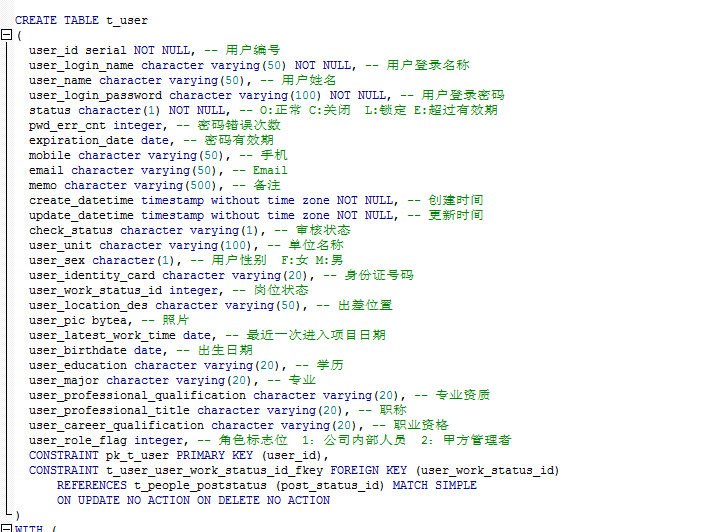 CREATE TABLE t_user
(
user_id serial NOT NULL, -- 用户编号
user_login_name character varying(50) NOT NULL, -- 用户登录名称
user_name character varying(50), -- 用户姓名
user_login_password character varying(100) NOT NULL, -- 用户登录密码
status character(1) NOT NULL, -- O:正常 C:关闭 L:锁定 E:超过有效期
pwd_err_cnt integer, -- 密码错误次数
expiration_date date, -- 密码有效期
mobile character varying(50), -- 手机
email character varying(50), -- Email
memo character varying(500), -- 备注
create_datetime timestamp without time zone NOT NULL, -- 创建时间
update_datetime timestamp without time zone NOT NULL, -- 更新时间
check_status character varying(1), -- 审核状态
user_unit character varying(100), -- 单位名称
user_sex character(1), -- 用户性别 F:女 M:男
user_identity_card character varying(20), -- 身份证号码
user_work_status_id integer, -- 岗位状态
user_location_des character varying(50), -- 出差位置
user_pic bytea, -- 照片
user_latest_work_time date, -- 最近一次进入项目日期
user_birthdate date, -- 出生日期
user_education character varying(20), -- 学历
user_major character varying(20), -- 专业
user_professional_qualification character varying(20), -- 专业资质
user_professional_title character varying(20), -- 职称
user_career_qualification character varying(20), -- 职业资格
user_role_flag integer, -- 角色标志位 1：公司内部人员 2：甲方管理者
CONSTRAINT pk_t_user PRIMARY KEY (user_id),
CONSTRAINT t_user_user_work_status_id_fkey FOREIGN KEY (user_work_status_id)
REFERENCES t_people_poststatus (post_status_id) MATCH SIMPLE
ON UPDATE NO ACTION ON DELETE NO ACTION
)
WITH (